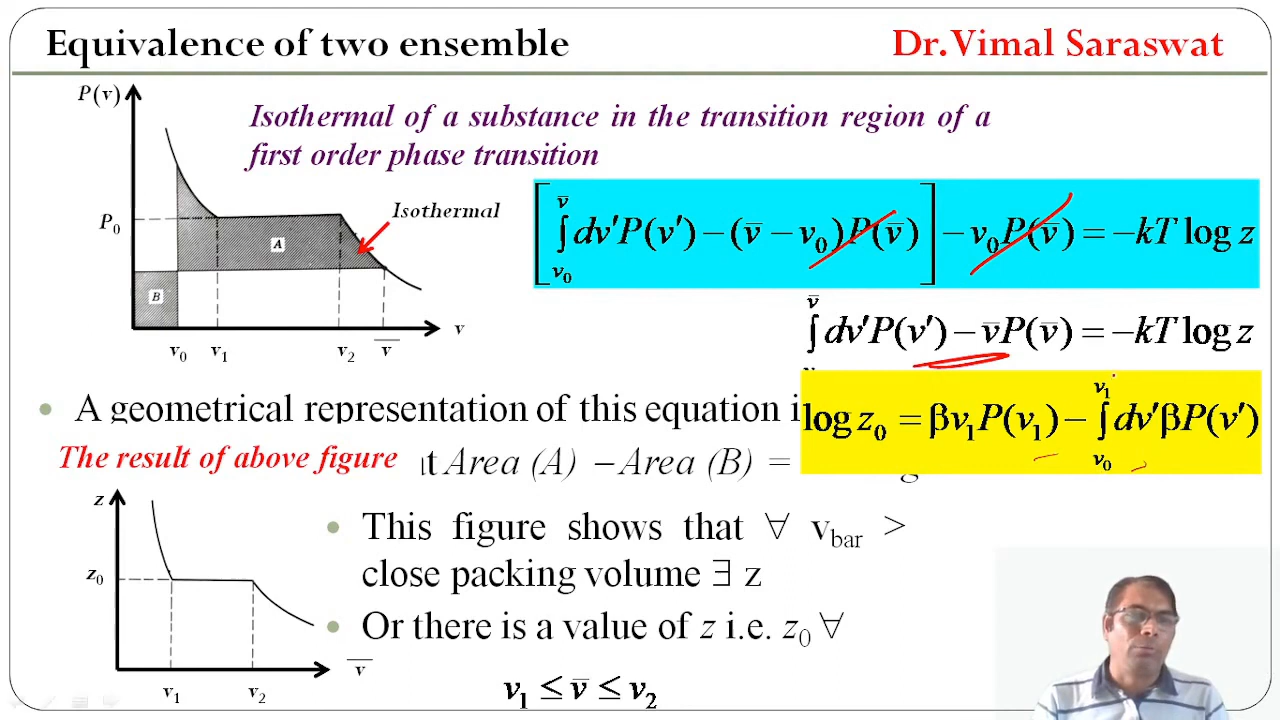 Equivalence of two ensemble
Dr. Vimal Saraswat
P(v)
Isothermal of a substance in the transition region of a
first order phase transition
P0
Isothermal
A
B
v0 v1 v2 v̅ v
[∫_{v0}^{v̅} dv′P(v′) − (v̅ − v0)P(v̅)] − v0P(v̅) = −kT log z
∫^{v̅} dv′P(v′) − v̅P(v̅) = −kT log z
• A geometrical representation of this equation i
log z0 = βv1P(v1) − ∫_{v0}^{v1} dv′βP(v′)
The result of above figure
Area (A) − Area (B) =
z
z0
v1 v2 v̅
• This figure shows that ∀ vbar >
close packing volume ∃ z
• Or there is a value of z i.e. z0 ∀
v1 ≤ v̅ ≤ v2